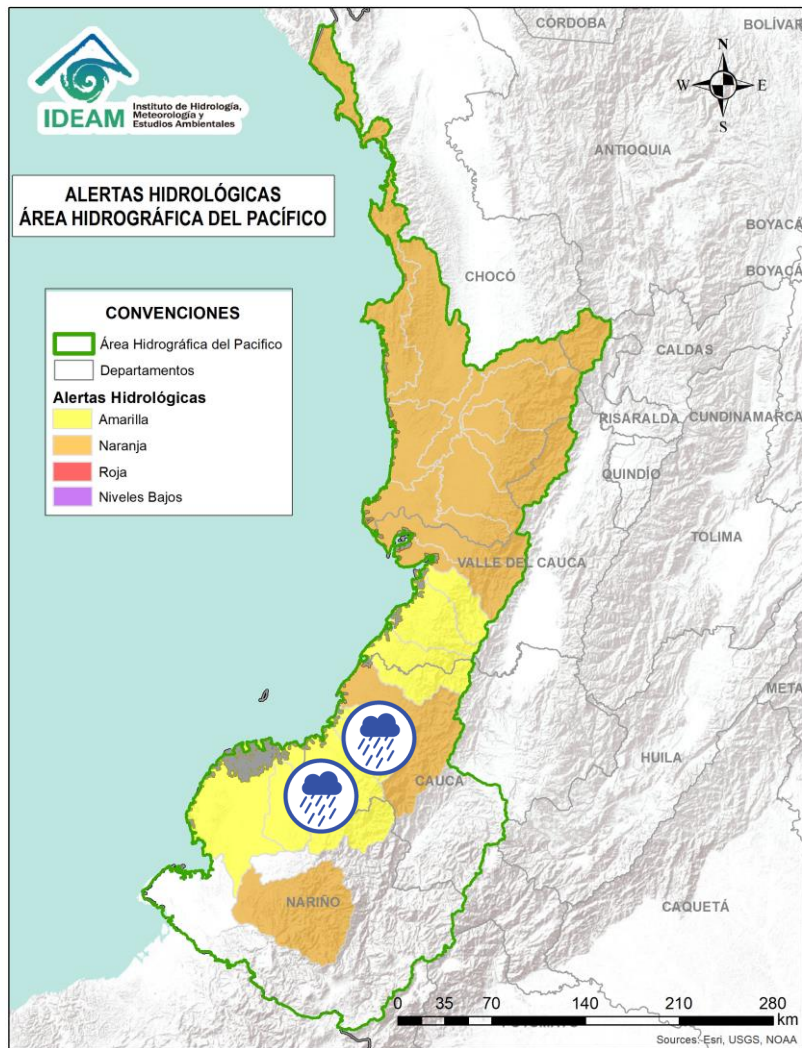 CÓRDOBA
BOLÍVAR
IDEAM
Instituto de Hidrología,
Meteorología y
Estudios Ambientales
N
W
E
S
ANTIOQUIA
ALERTAS HIDROLÓGICAS
ÁREA HIDROGRÁFICA DEL PACÍFICO
BOYACÁ
BOYACÁ
CHOCÓ
CONVENCIONES
Área Hidrográfica del Pacifico
Departamentos
Alertas Hidrológicas
Amarilla
Naranja
Roja
Niveles Bajos
CALDAS
RISARALDA
CUNDINAMARCA
QUINDÍO
TOLIMA
VALLE DEL CAUCA
META
HUILA
CAUCA
NARIÑO
CAQUETÁ
0 35 70 140 210 280
km
Sources: Esri, USGS, NOAA